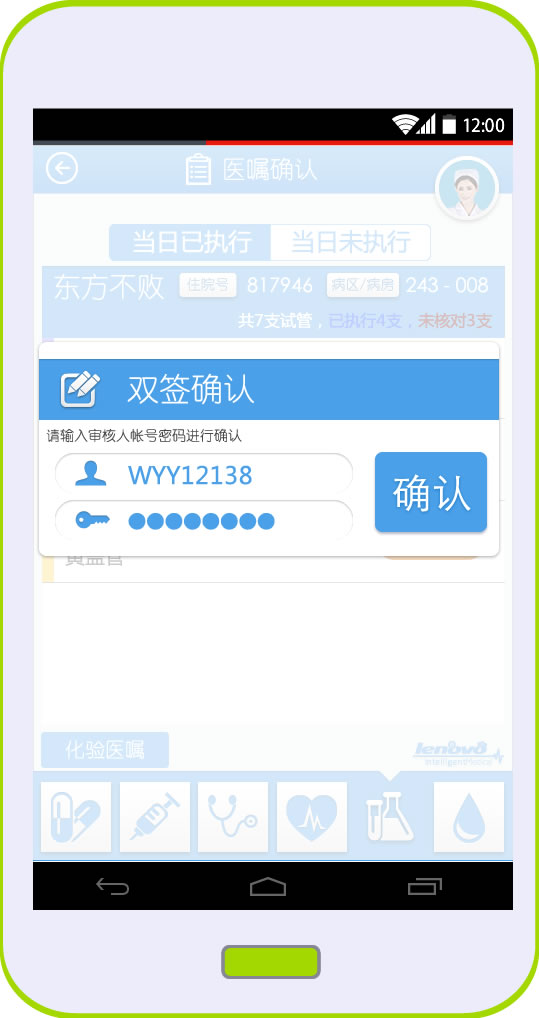 12:00
医嘱确认
当日已执行 当日未执行
东方不败 住院号 817946 病区/病房 243 - 008
共7支试管，已执行4支，未核对3支
双签确认
请输入审核人帐号密码进行确认
WYY12138
●●●●●●●●
确认
黄盖管
化验医嘱
lenovo
intelligentMedical